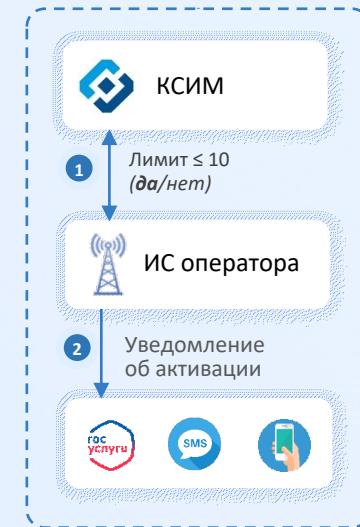 КСИМ
1
Лимит ≤ 10
(да/нет)
ИС оператора
2
Уведомление
об активации
гос
услуги
SMS